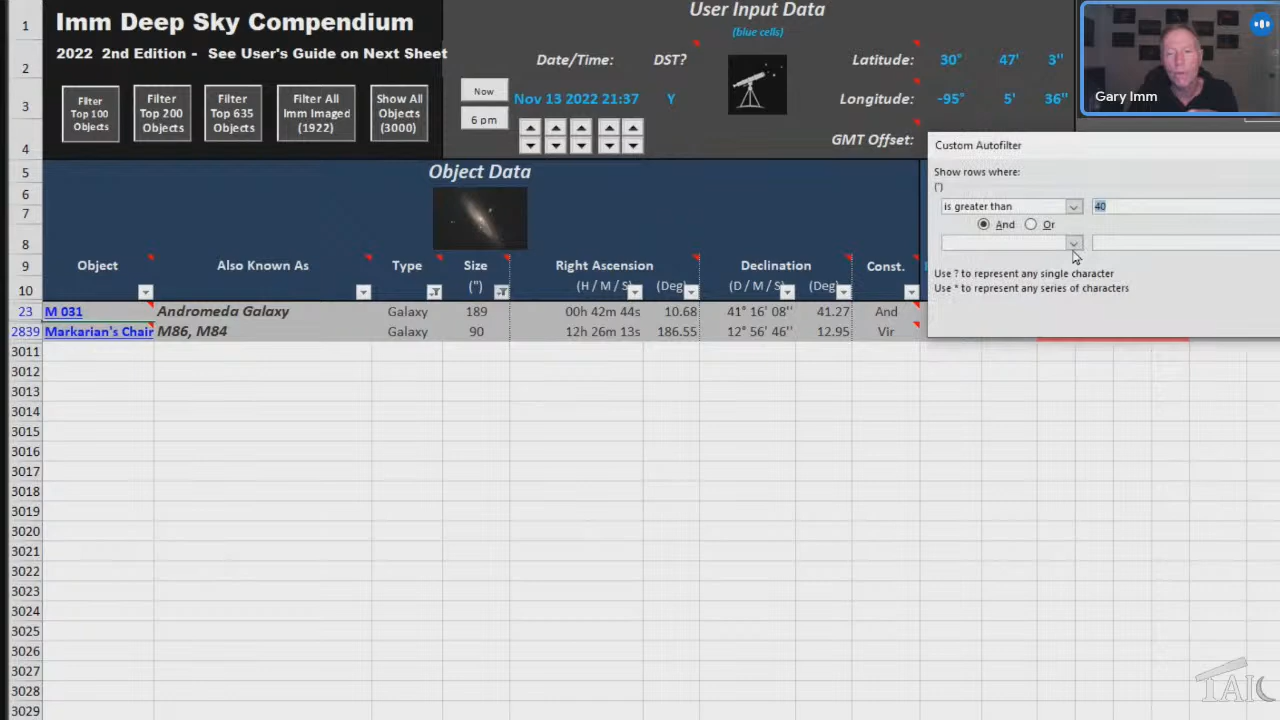 1
Imm Deep Sky Compendium
2022 2nd Edition - See User's Guide on Next Sheet
2
3
4
Filter Top 100 Objects
Filter Top 200 Objects
Filter Top 635 Objects
Filter All Imm Imaged (1922)
Show All Objects (3000)
User Input Data
(blue cells)
Date/Time:
DST?
Now
6 pm
Nov 13 2022 21:37
Y
Latitude:
30°
47'
3"
Longitude:
-95°
5'
36"
GMT Offset:
Gary Imm
Custom Autofilter
Show rows where:
(")
is greater than
40
And
Or
Use ? to represent any single character
Use * to represent any series of characters
5
Object Data
6
7
8
9
Object
Also Known As
Type
Size
Right Ascension
Declination
Const.
10
(")
(H / M / S)
(Deg)
(D / M / S)
(Deg)
23
M 031
Andromeda Galaxy
Galaxy
189
00h 42m 44s
10.68
41° 16' 08"
41.27
And
2839
Markarian's Chair
M86, M84
Galaxy
90
12h 26m 13s
186.55
12° 56' 46"
12.95
Vir
3011
3012
3013
3014
3015
3016
3017
3018
3019
3020
3021
3022
3023
3024
3025
3026
3027
3028
3029
TAIC